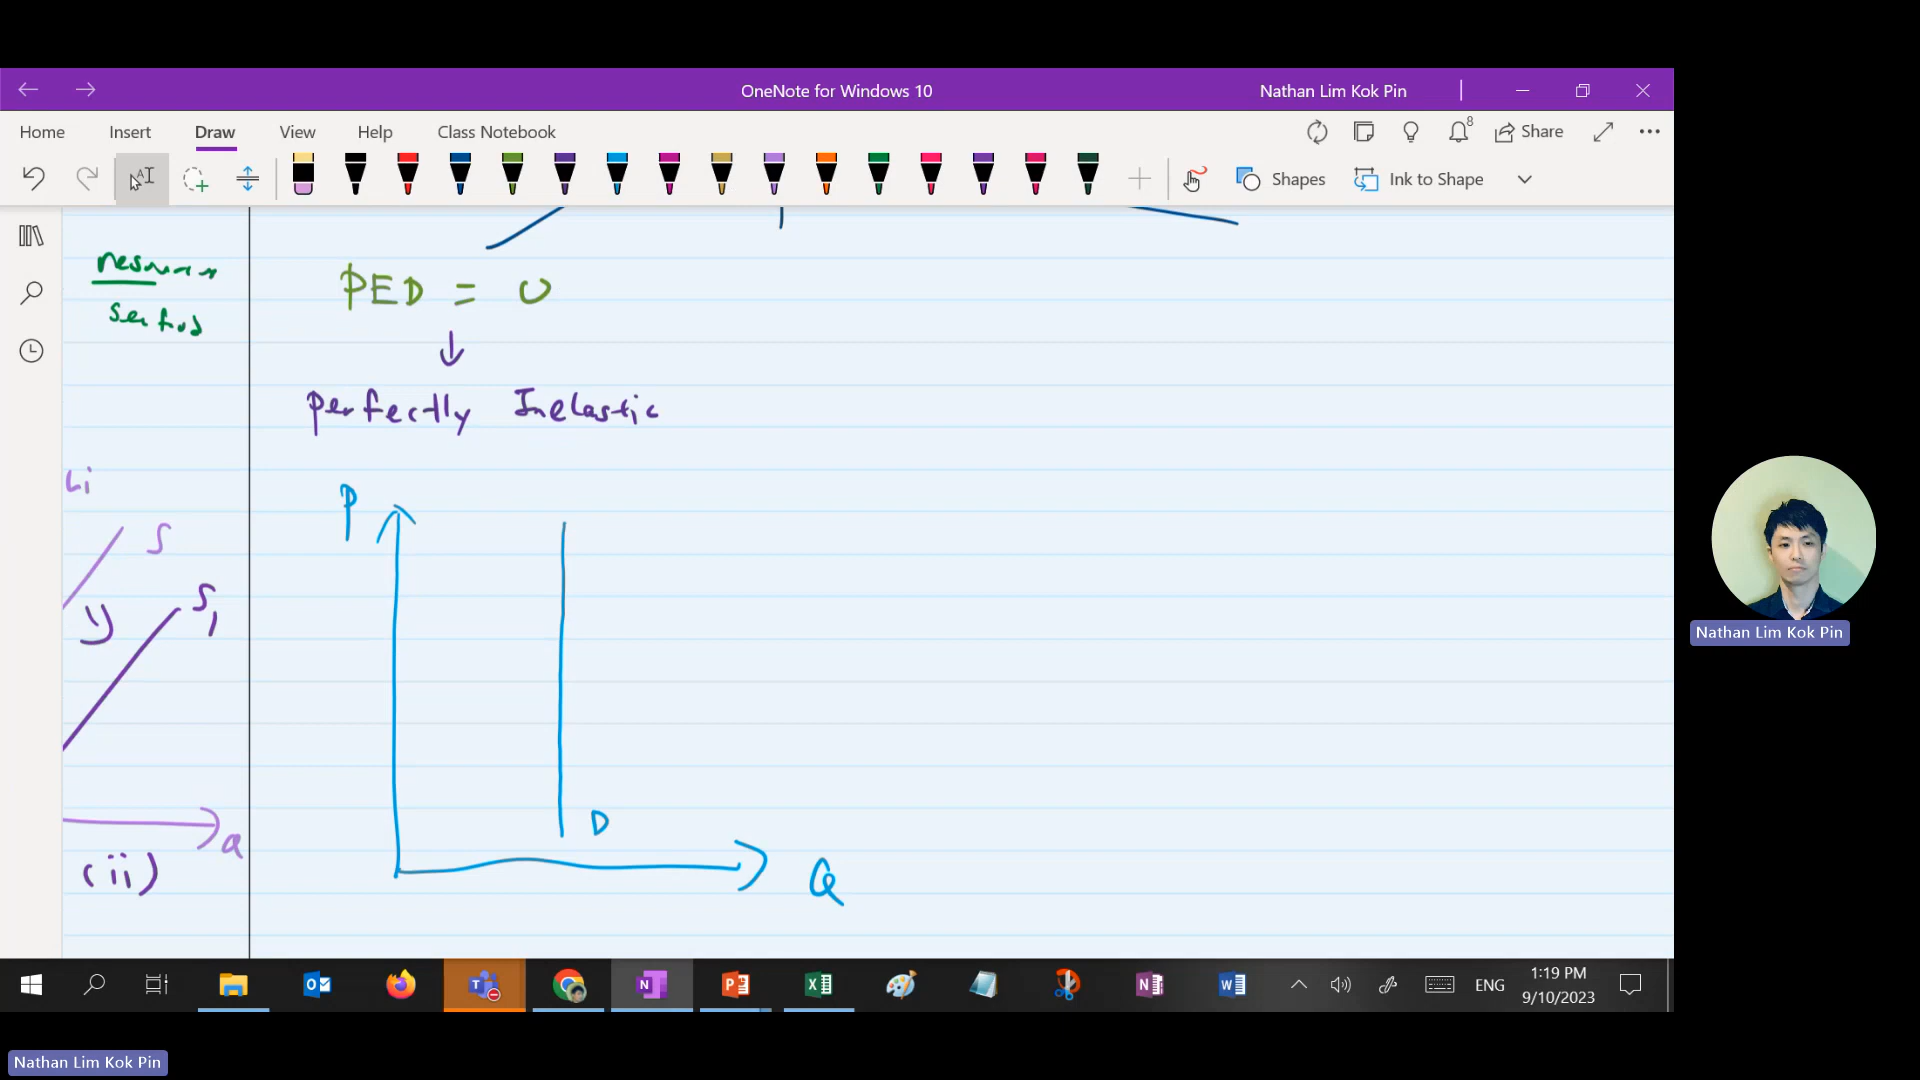 OneNote for Windows 10
Nathan Lim Kok Pin
Home Insert Draw View Help Class Notebook
8 Share
Shapes Ink to Shape
PED = 0
↓
Perfectly Inelastic
P
D
Q
S
S1
Q
(ii)
Nathan Lim Kok Pin
ENG
1:19 PM
9/10/2023
Nathan Lim Kok Pin